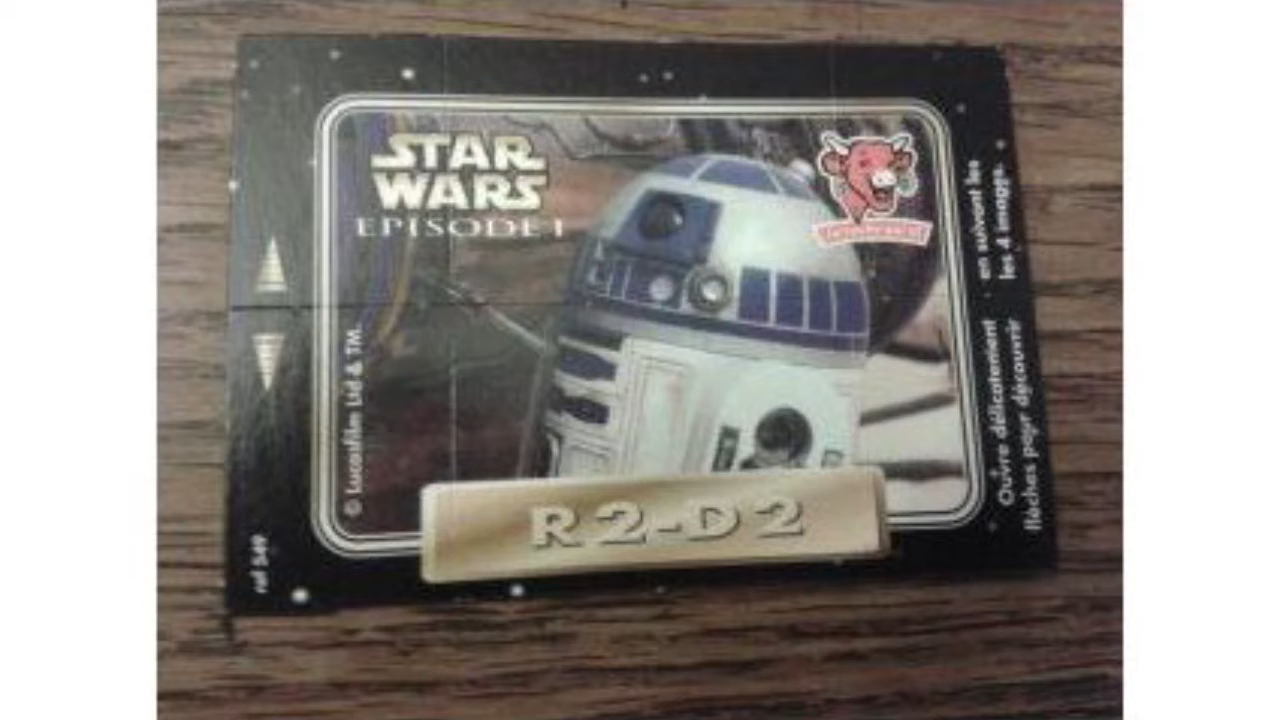 STAR
WARS
EPISODE I
© Lucasfilm Ltd & TM.
R2-D2
réf 549
Ouvre délicatement en suivant les
flèches pour découvrir les 4 images.